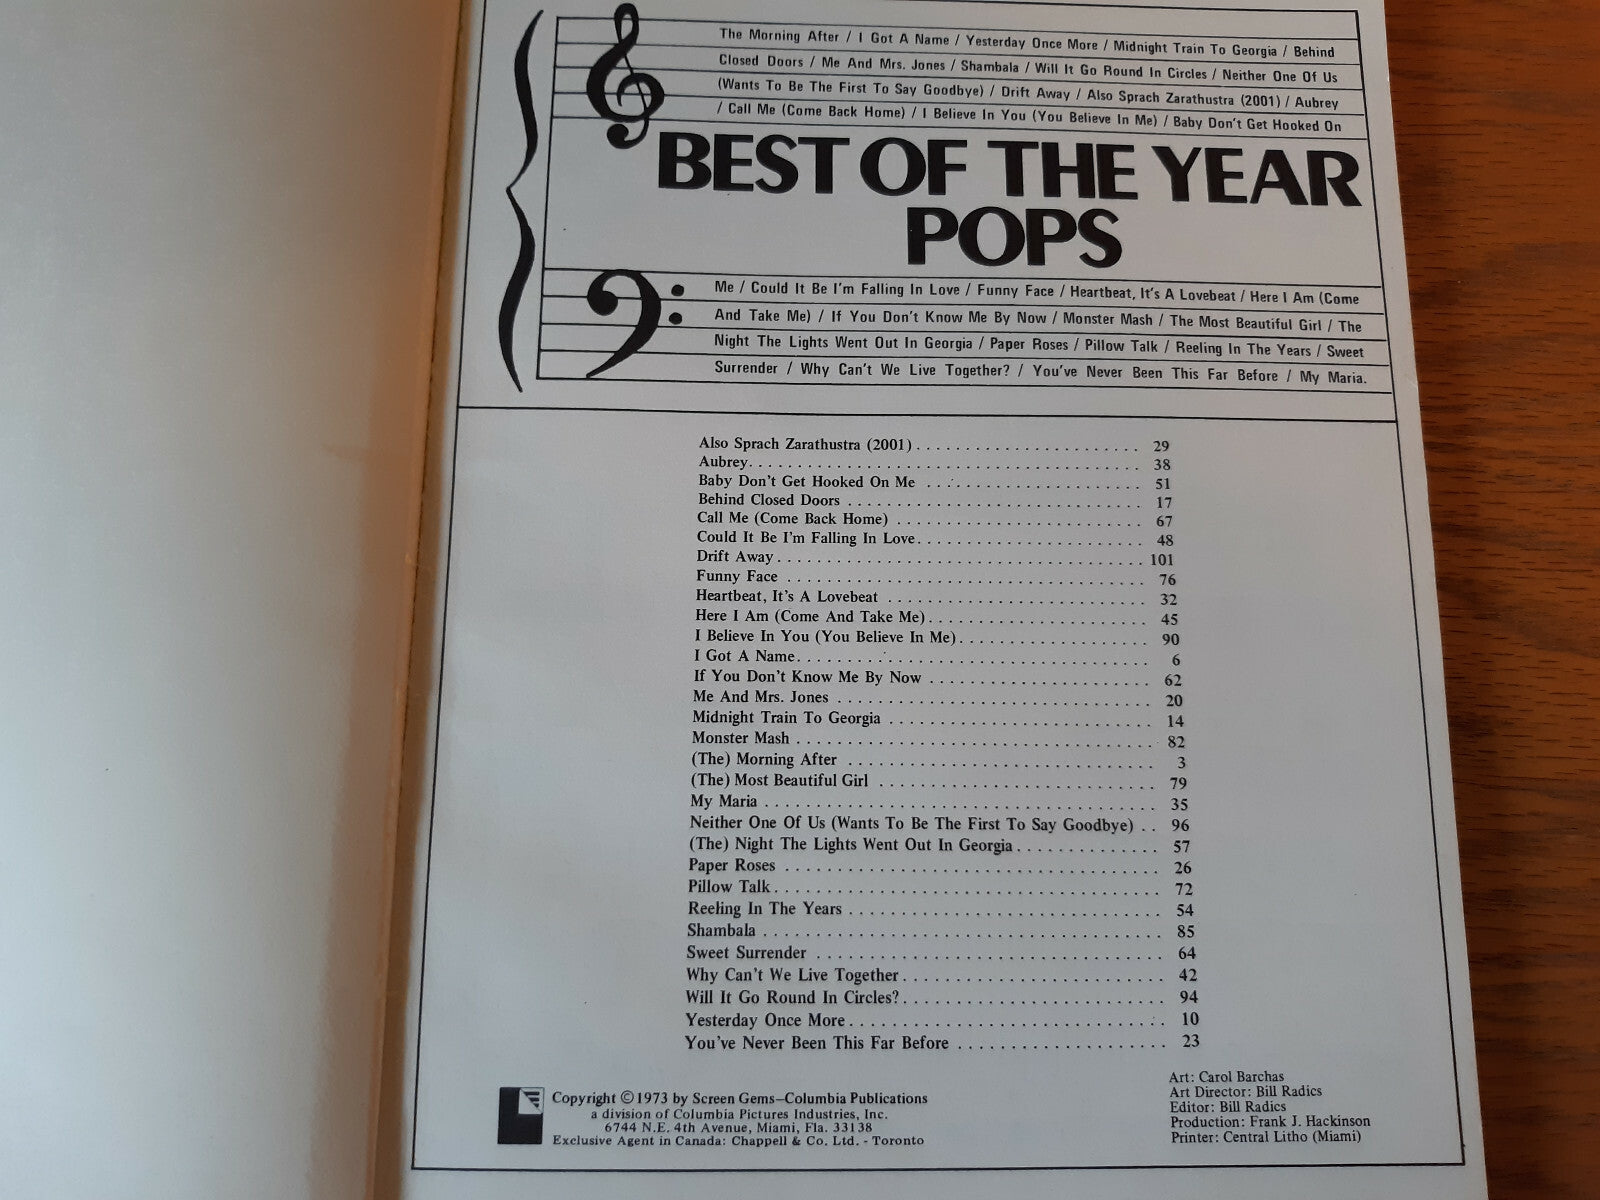 The Morning After / I Got A Name / Yesterday Once More / Midnight Train To Georgia / Behind
Closed Doors / Me And Mrs. Jones / Shambala / Will It Go Round In Circles / Neither One Of Us
(Wants To Be The First To Say Goodbye) / Drift Away / Also Sprach Zarathustra (2001) / Aubrey
/ Call Me (Come Back Home) / I Believe In You (You Believe In Me) / Baby Don't Get Hooked On
BEST OF THE YEAR
POPS
Me / Could It Be I'm Falling In Love / Funny Face / Heartbeat, It's A Lovebeat / Here I Am (Come
And Take Me) / If You Don't Know Me By Now / Monster Mash / The Most Beautiful Girl / The
Night The Lights Went Out In Georgia / Paper Roses / Pillow Talk / Reeling In The Years / Sweet
Surrender / Why Can't We Live Together? / You've Never Been This Far Before / My Maria.
Also Sprach Zarathustra (2001) . . . . . . . . . . 29
Aubrey. . . . . . . . . . 38
Baby Don't Get Hooked On Me . . . . . . . . . . 51
Behind Closed Doors . . . . . . . . . . 17
Call Me (Come Back Home) . . . . . . . . . . 67
Could It Be I'm Falling In Love. . . . . . . . . . 48
Drift Away . . . . . . . . . . 101
Funny Face . . . . . . . . . . 76
Heartbeat, It's A Lovebeat . . . . . . . . . . 32
Here I Am (Come And Take Me) . . . . . . . . . . 45
I Believe In You (You Believe In Me) . . . . . . . . . . 90
I Got A Name. . . . . . . . . . 6
If You Don't Know Me By Now . . . . . . . . . . 62
Me And Mrs. Jones . . . . . . . . . . 20
Midnight Train To Georgia . . . . . . . . . . 14
Monster Mash . . . . . . . . . . 82
(The) Morning After . . . . . . . . . . 3
(The) Most Beautiful Girl . . . . . . . . . . 79
My Maria . . . . . . . . . . 35
Neither One Of Us (Wants To Be The First To Say Goodbye) . . 96
(The) Night The Lights Went Out In Georgia . . . . . . . . . . 57
Paper Roses . . . . . . . . . . 26
Pillow Talk . . . . . . . . . . 72
Reeling In The Years . . . . . . . . . . 54
Shambala . . . . . . . . . . 85
Sweet Surrender . . . . . . . . . . 64
Why Can't We Live Together . . . . . . . . . . 42
Will It Go Round In Circles? . . . . . . . . . . 94
Yesterday Once More . . . . . . . . . . 10
You've Never Been This Far Before . . . . . . . . . . 23
Copyright ©1973 by Screen Gems–Columbia Publications
a division of Columbia Pictures Industries, Inc.
6744 N.E. 4th Avenue, Miami, Fla. 33138
Exclusive Agent in Canada: Chappell & Co. Ltd. - Toronto
Art: Carol Barchas
Art Director: Bill Radics
Editor: Bill Radics
Production: Frank J. Hackinson
Printer: Central Litho (Miami)